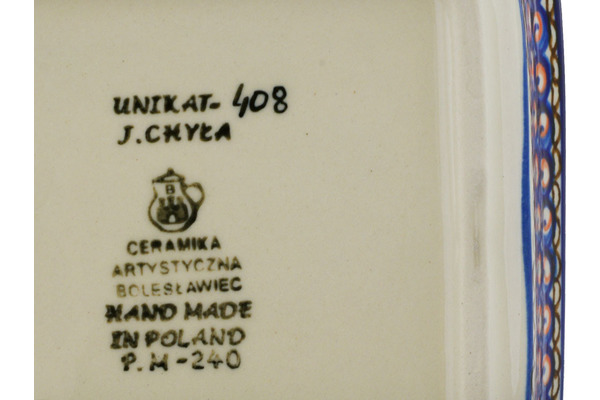 UNIKAT- 408
J. CHYŁA
B
CERAMIKA
ARTYSTYCZNA
BOLESŁAWIEC
HAND MADE
IN POLAND
P. M - 240